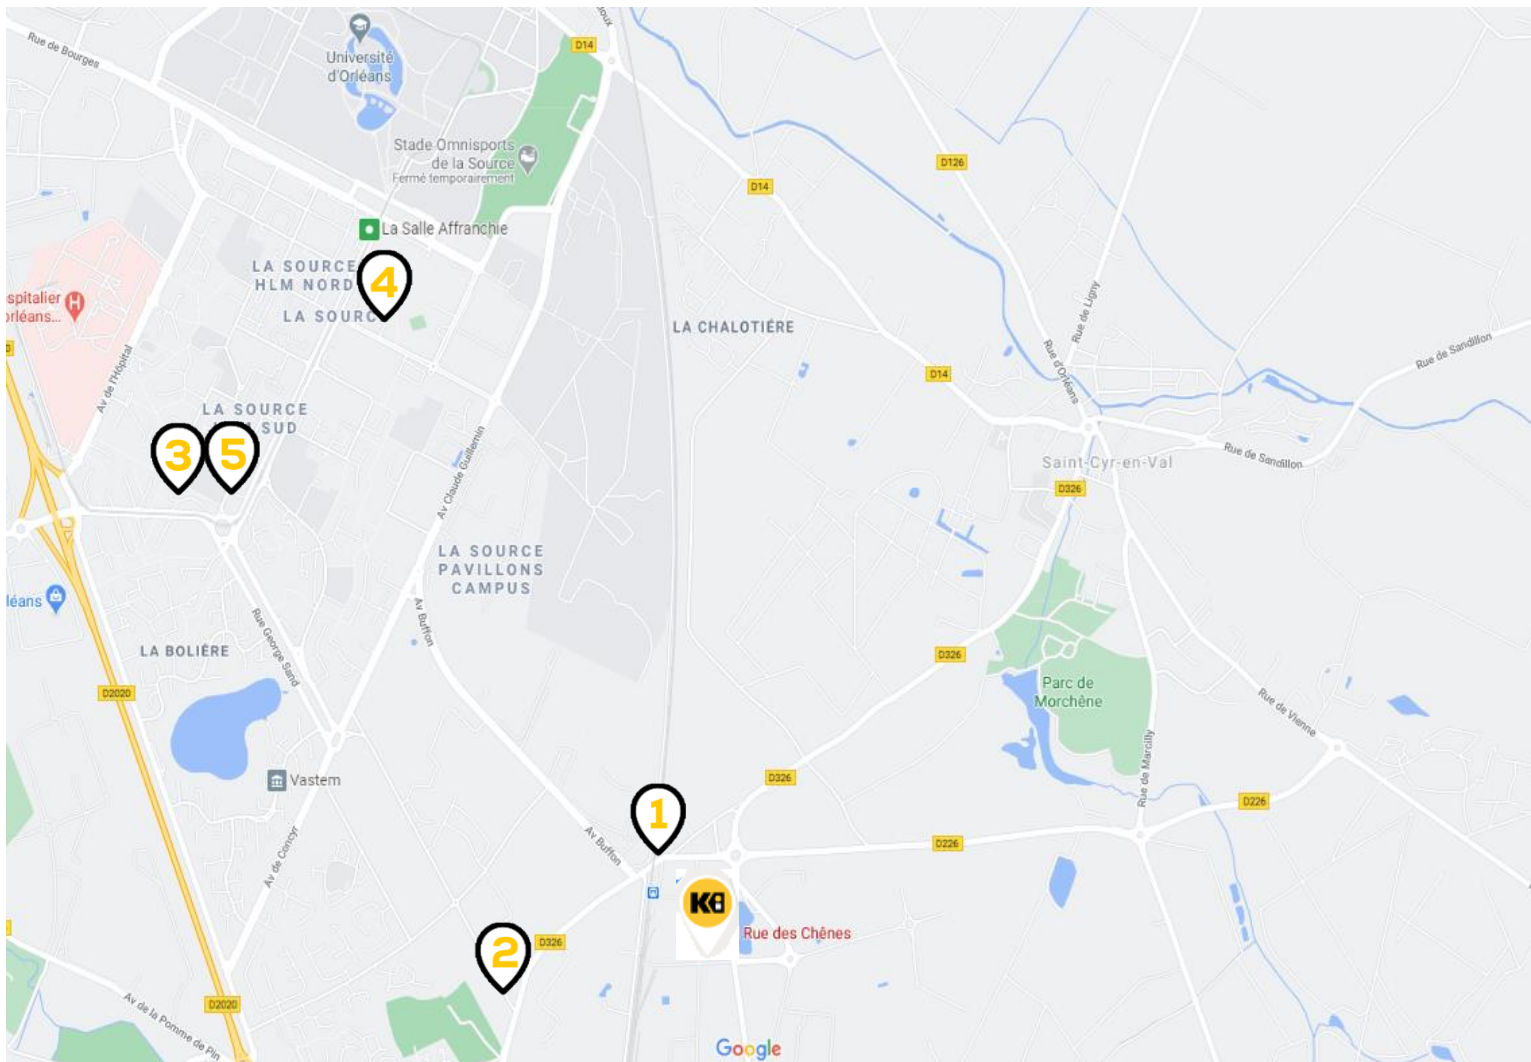 Rue de Bourges
Université
d'Orléans
D14
Stade Omnisports
de la Source
Fermé temporairement
La Salle Affranchie
D14
D126
LA SOURCE
HLM NORD
LA SOURC
4
spitalier
H
orléans...
LA CHALOTIÉRE
Av de l'Hôpital
LA SOURCE
SUD
3
5
D14
Rue d'Orléans
Rue de Ligny
Rue de Sandillon
Rue de Sandillon
Saint-Cyr-en-Val
D326
Av Claude Guillemin
LA SOURCE
PAVILLONS
CAMPUS
léans
Av Buffon
Rue George Sand
LA BOLIÈRE
D2020
D326
Parc de
Morchêne
Rue de Vienne
Rue de Marcilly
Vastem
D326
D226
1
Av Buffon
Av de Concyr
D226
K8
Rue des Chênes
2
D326
D2020
Av de la Pomme de Pin
Google